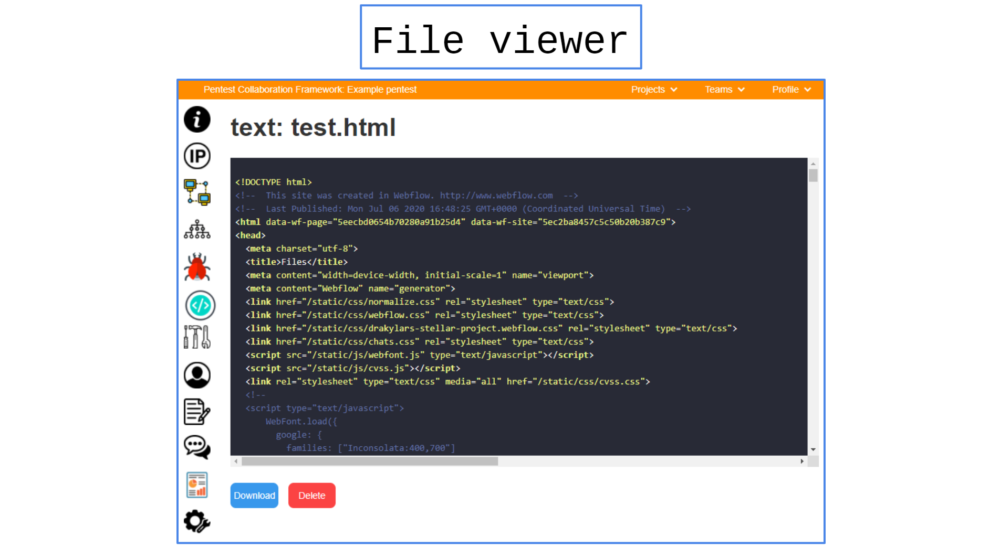 File viewer
Pentest Collaboration Framework: Example pentest Projects Teams Profile
i
IP
text: test.html
<!DOCTYPE html>
<!--  This site was created in Webflow. http://www.webflow.com  -->
<!--  Last Published: Mon Jul 06 2020 16:48:25 GMT+0000 (Coordinated Universal Time)  -->
<html data-wf-page="5eecbd0654b70280a91b25d4" data-wf-site="5ec2ba8457c5c50b20b387c9">
<head>
  <meta charset="utf-8">
  <title>Files</title>
  <meta content="width=device-width, initial-scale=1" name="viewport">
  <meta content="Webflow" name="generator">
  <link href="/static/css/normalize.css" rel="stylesheet" type="text/css">
  <link href="/static/css/webflow.css" rel="stylesheet" type="text/css">
  <link href="/static/css/drakylars-stellar-project.webflow.css" rel="stylesheet" type="text/css">
  <link href="/static/css/chats.css" rel="stylesheet" type="text/css">
  <script src="/static/js/webfont.js" type="text/javascript"></script>
  <script src="/static/js/cvss.js"></script>
  <link rel="stylesheet" type="text/css" media="all" href="/static/css/cvss.css">
  <!--
  <script type="text/javascript">
      WebFont.load({
        google: {
          families: ["Inconsolata:400,700"]
</>
Download Delete